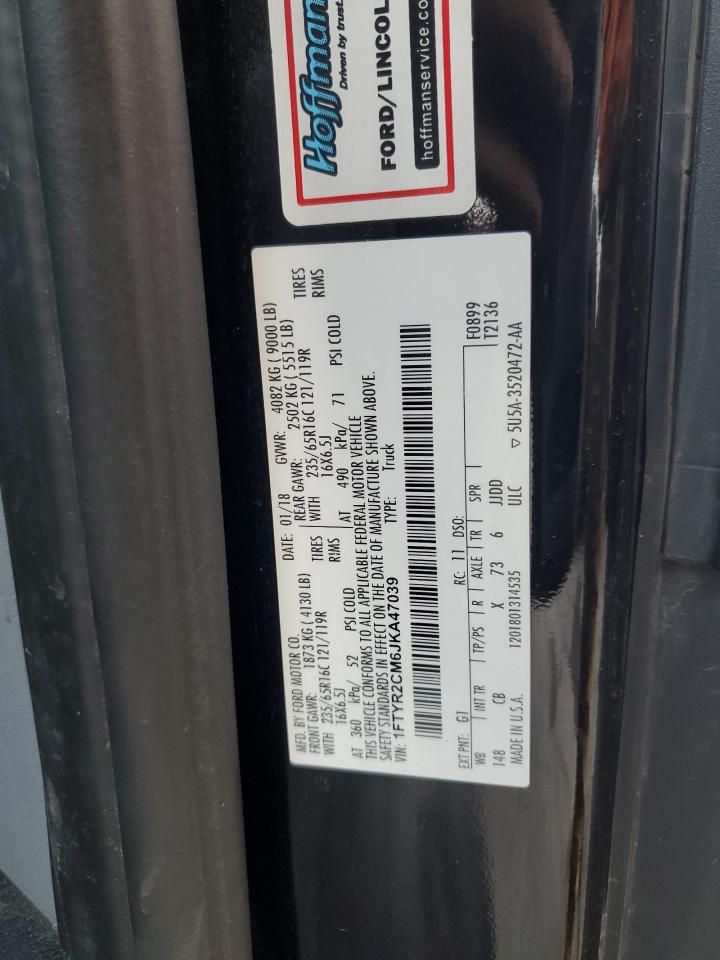 Hoffman
Driven by trust.
FORD/LINCOL
hoffmanservice.co
MFD. BY FORD MOTOR CO.
DATE: 01/18 GVWR: 4082 KG ( 9000 LB)
FRONT GAWR: 1873 KG ( 4130 LB) REAR GAWR: 2502 KG ( 5515 LB)
WITH 235/65R16C 121/119R TIRES WITH 235/65R16C 121/119R TIRES
16X6.5J RIMS 16X6.5J RIMS
AT 360 kPa/ 52 PSI COLD AT 490 kPa/ 71 PSI COLD
THIS VEHICLE CONFORMS TO ALL APPLICABLE FEDERAL MOTOR VEHICLE
SAFETY STANDARDS IN EFFECT ON THE DATE OF MANUFACTURE SHOWN ABOVE.
VIN: 1FTYR2CM6JKA47039 TYPE: Truck
EXT PNT: G1 RC: 11 DSO: F0899
WB INT TR TP/PS R AXLE TR SPR T2136
148 CB X 73 6 JJDD
MADE IN U.S.A. 1201801314535 ULC ▽ 5U5A-3520472-AA